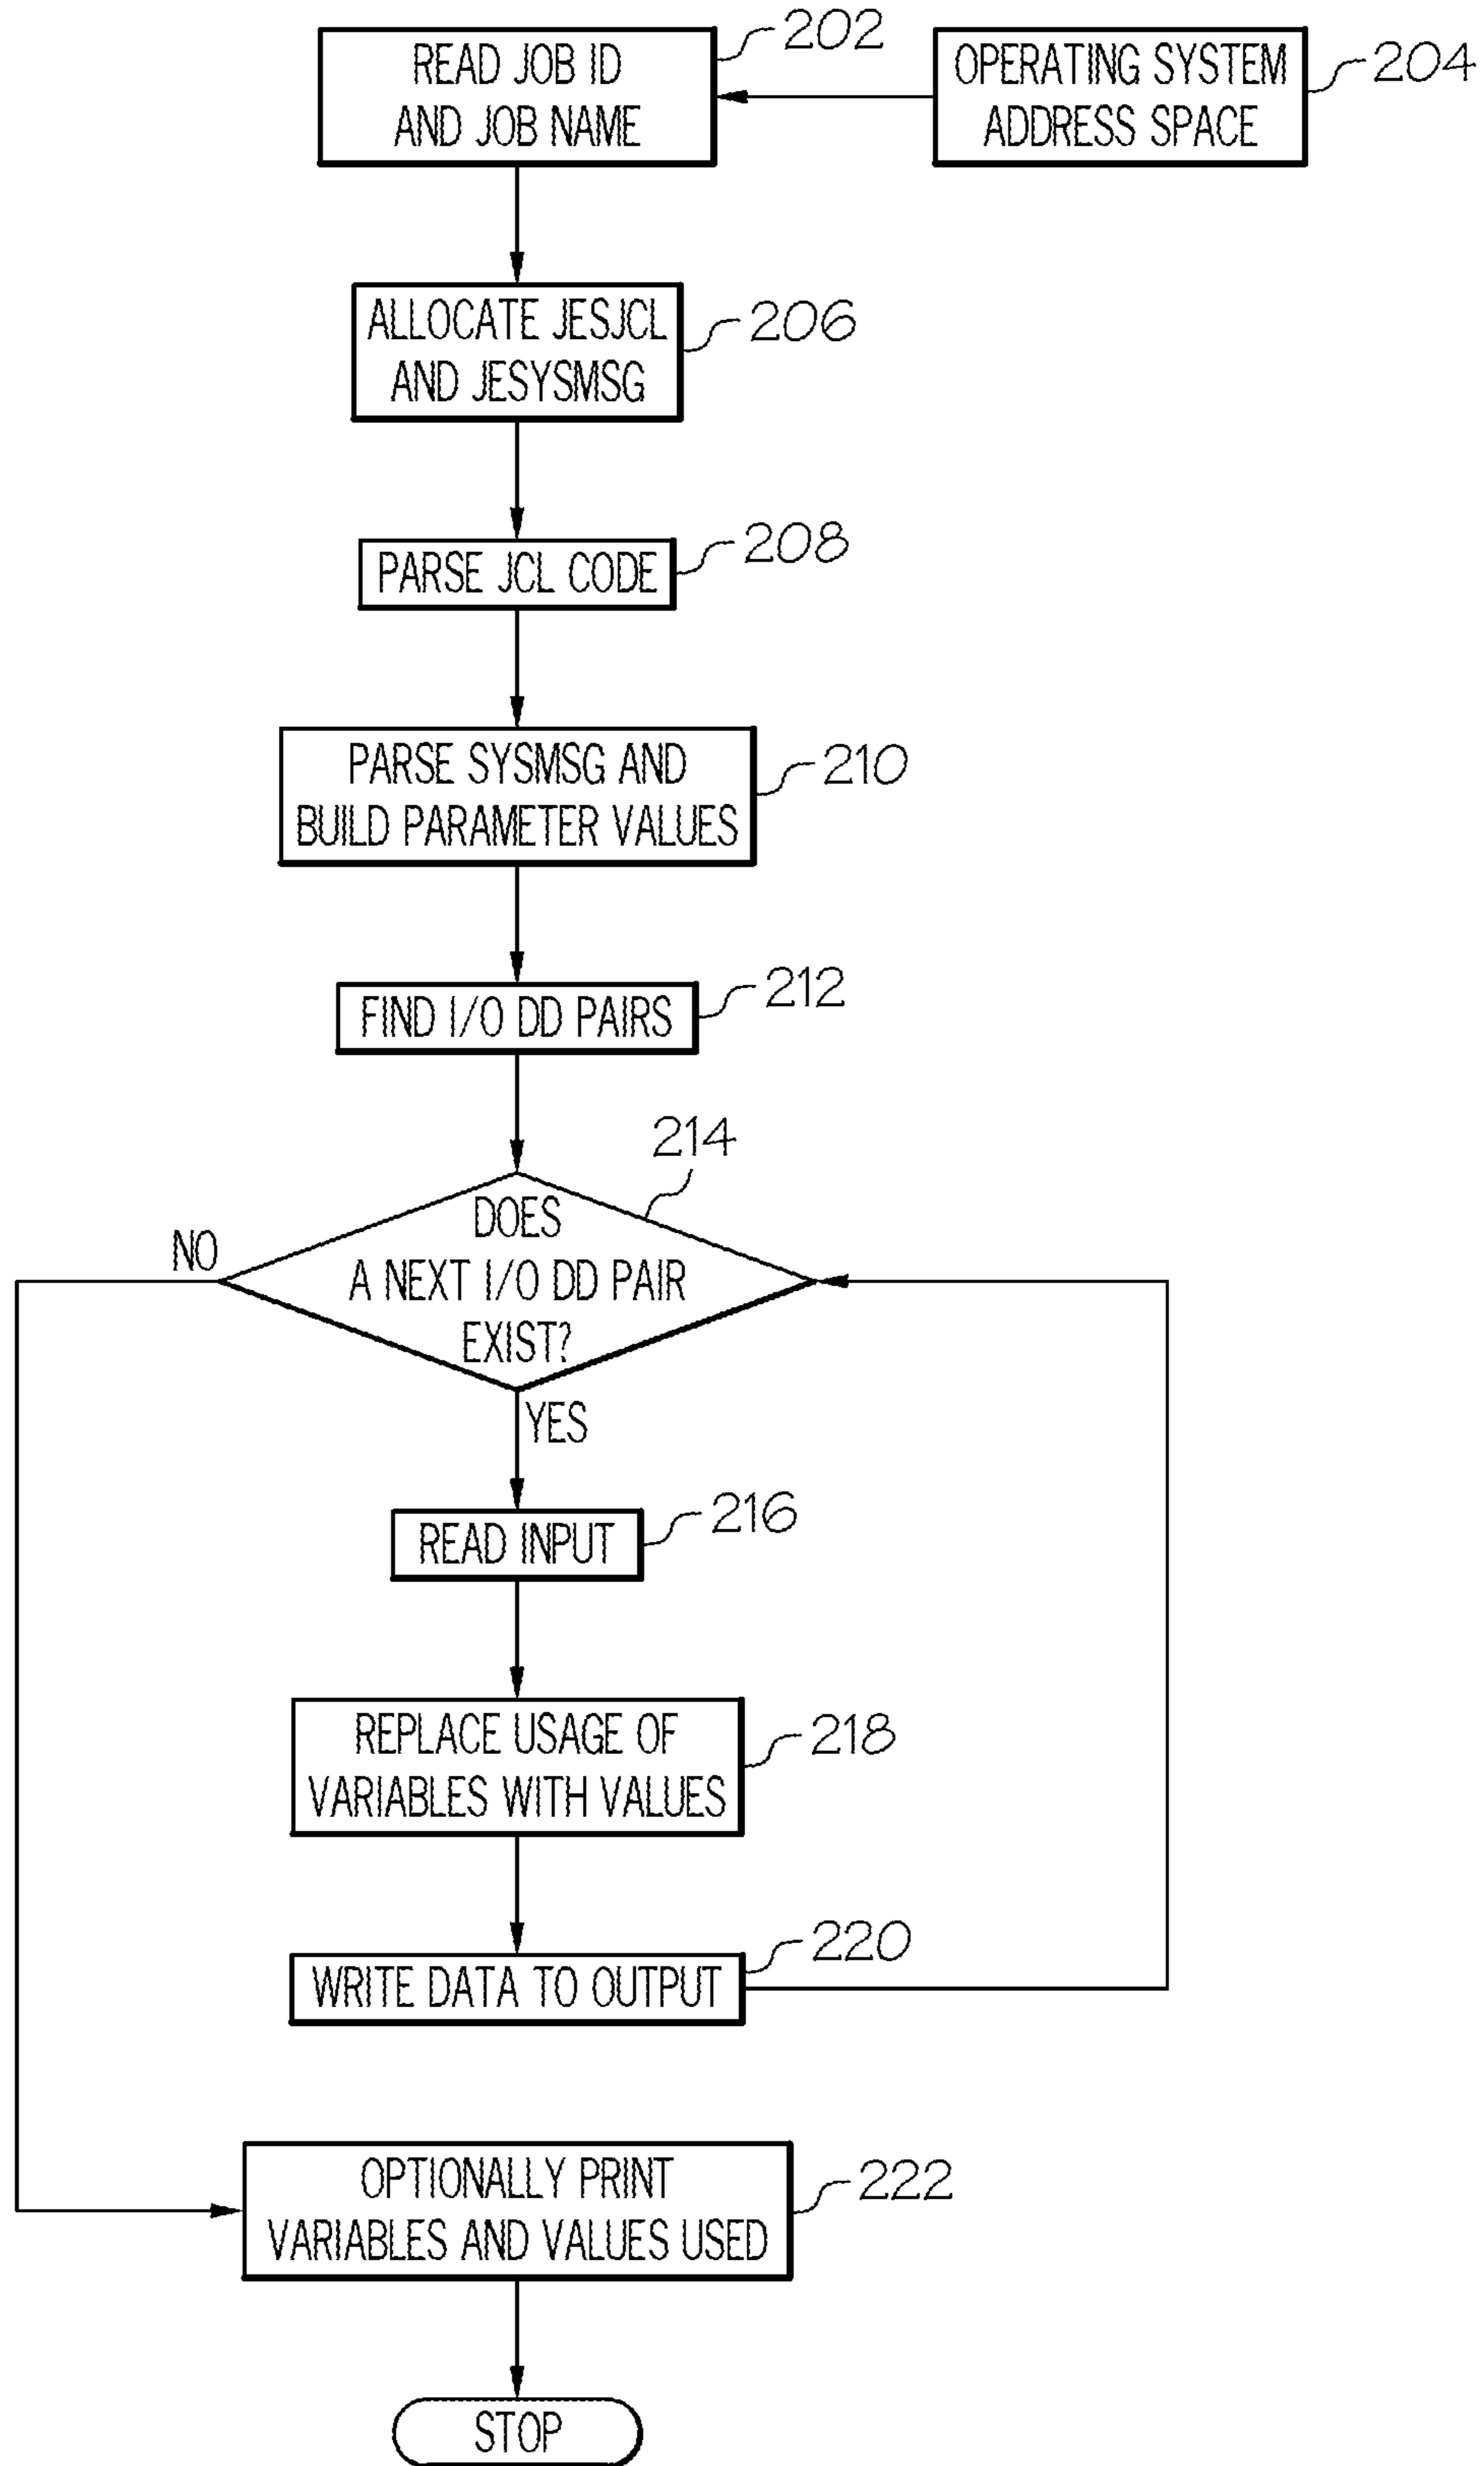 READ JOB ID
AND JOB NAME
202
OPERATING SYSTEM
ADDRESS SPACE
204
ALLOCATE JESJCL
AND JESYSMSG
206
PARSE JCL CODE
208
PARSE SYSMSG AND
BUILD PARAMETER VALUES
210
FIND I/O DD PAIRS
212
214
DOES
A NEXT I/O DD PAIR
EXIST?
NO
YES
READ INPUT
216
REPLACE USAGE OF
VARIABLES WITH VALUES
218
WRITE DATA TO OUTPUT
220
OPTIONALLY PRINT
VARIABLES AND VALUES USED
222
STOP